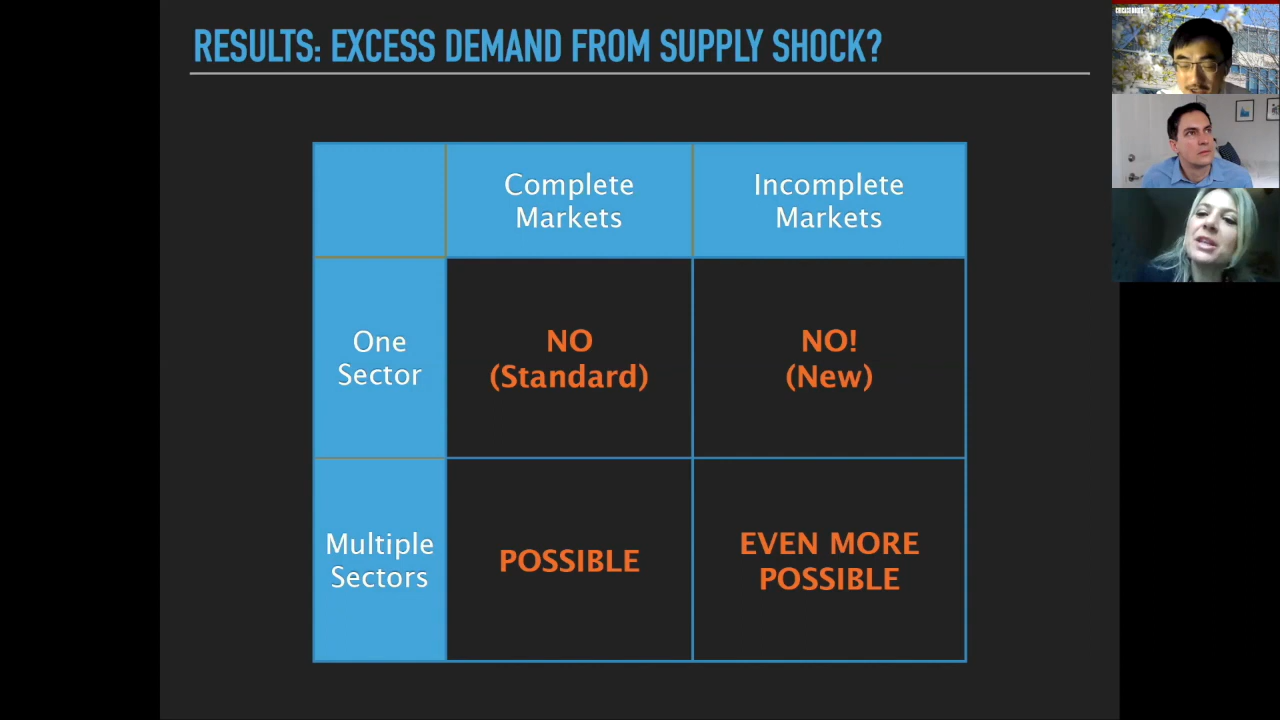 RESULTS: EXCESS DEMAND FROM SUPPLY SHOCK?
Complete
Markets
Incomplete
Markets
One
Sector
NO
(Standard)
NO!
(New)
Multiple
Sectors
POSSIBLE
EVEN MORE
POSSIBLE